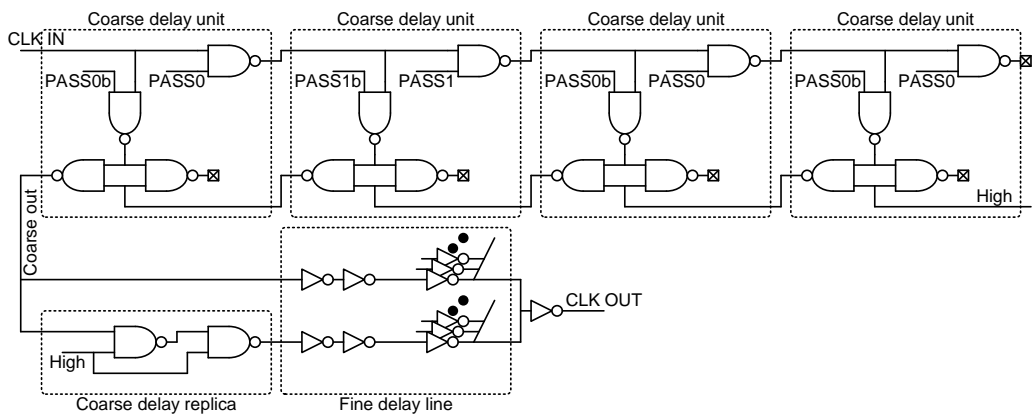 Coarse delay unit
Coarse delay unit
Coarse delay unit
Coarse delay unit
CLK IN
PASS0b
PASS0
PASS1b
PASS1
PASS0b
PASS0
PASS0b
PASS0
High
Coarse out
CLK OUT
High
Coarse delay replica
Fine delay line